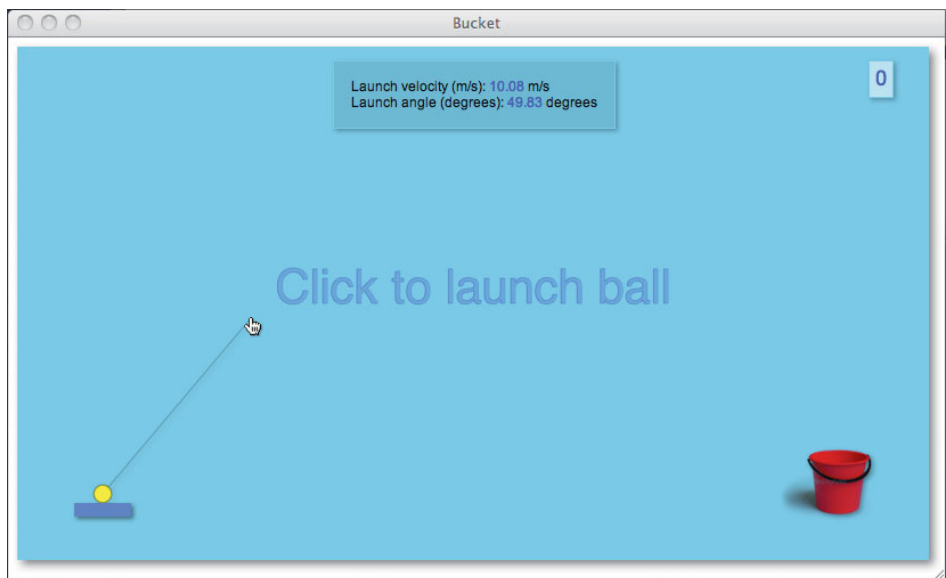 Bucket
Launch velocity (m/s): 10.08 m/s
Launch angle (degrees): 49.83 degrees
0
Click to launch ball